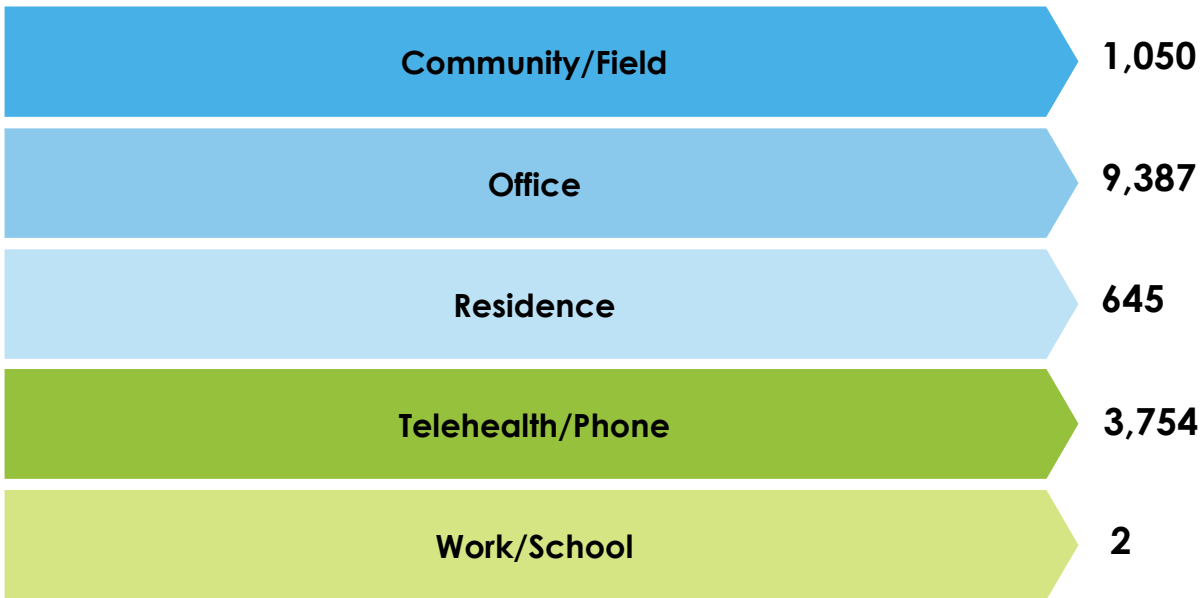 Community/Field 1,050
Office 9,387
Residence 645
Telehealth/Phone 3,754
Work/School 2